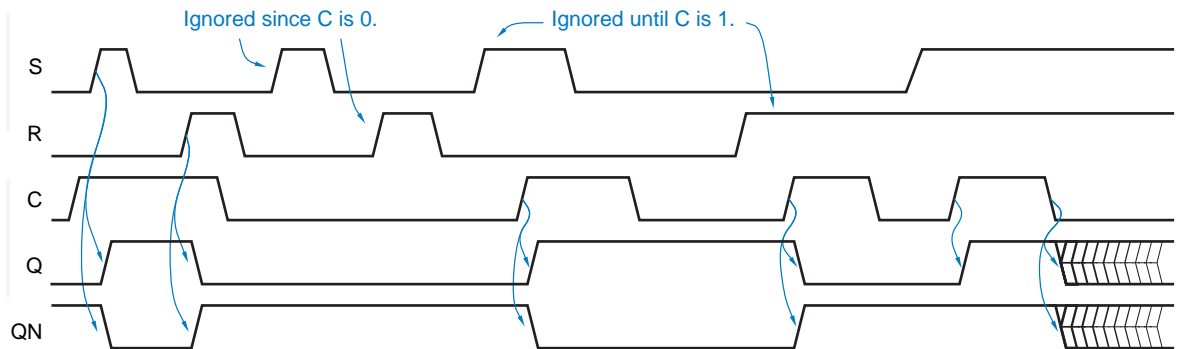 Ignored since C is 0.
Ignored until C is 1.
S
R
C
Q
QN